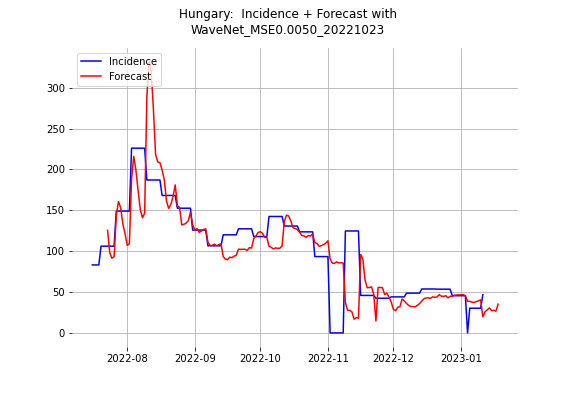 Hungary: Incidence + Forecast with
WaveNet_MSE0.0050_20221023
Incidence
Forecast
300
250
200
150
100
50
0
2022-08 2022-09 2022-10 2022-11 2022-12 2023-01